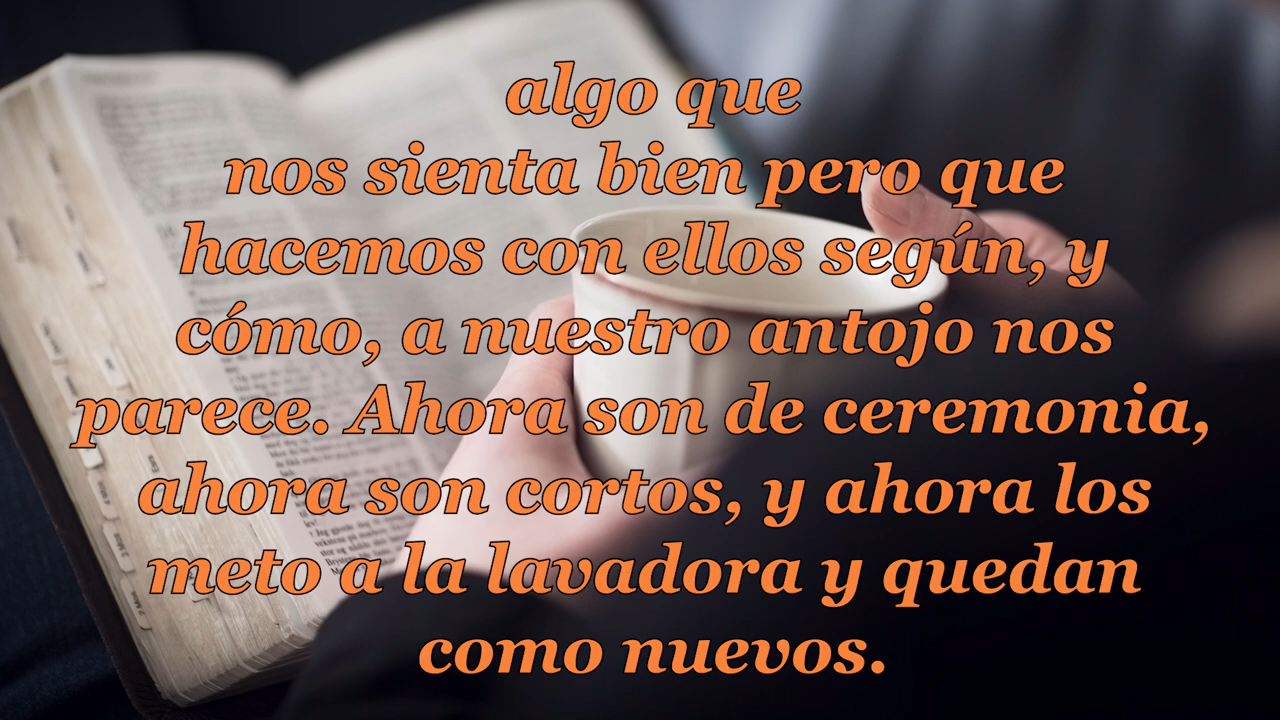 algo que
nos sienta bien pero que
hacemos con ellos según, y
cómo, a nuestro antojo nos
parece. Ahora son de ceremonia,
ahora son cortos, y ahora los
meto a la lavadora y quedan
como nuevos.